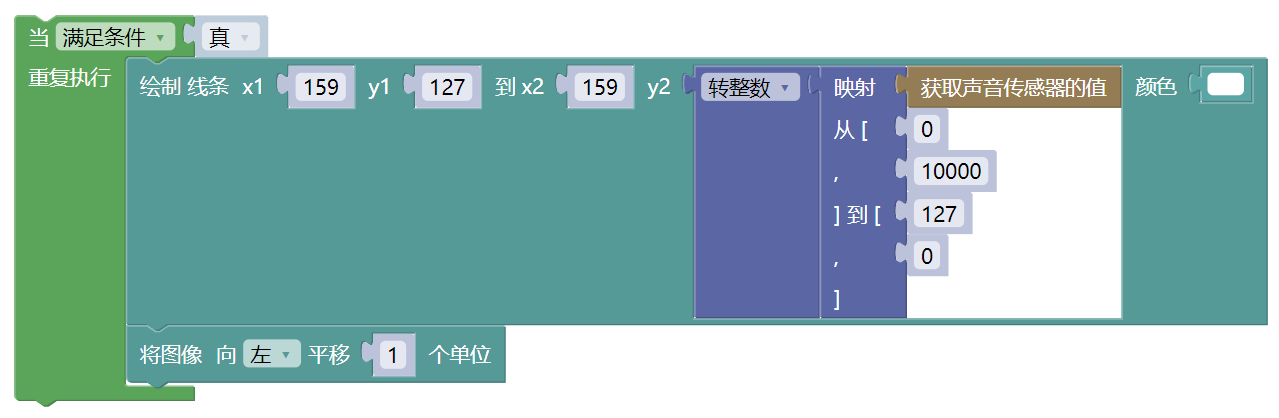 当 满足条件 真
重复执行
绘制 线条 x1 159 y1 127 到 x2 159 y2 转整数 映射 获取声音传感器的值 颜色
从 [ 0
, 10000
] 到 [ 127
, 0
]
将图像 向 左 平移 1 个单位